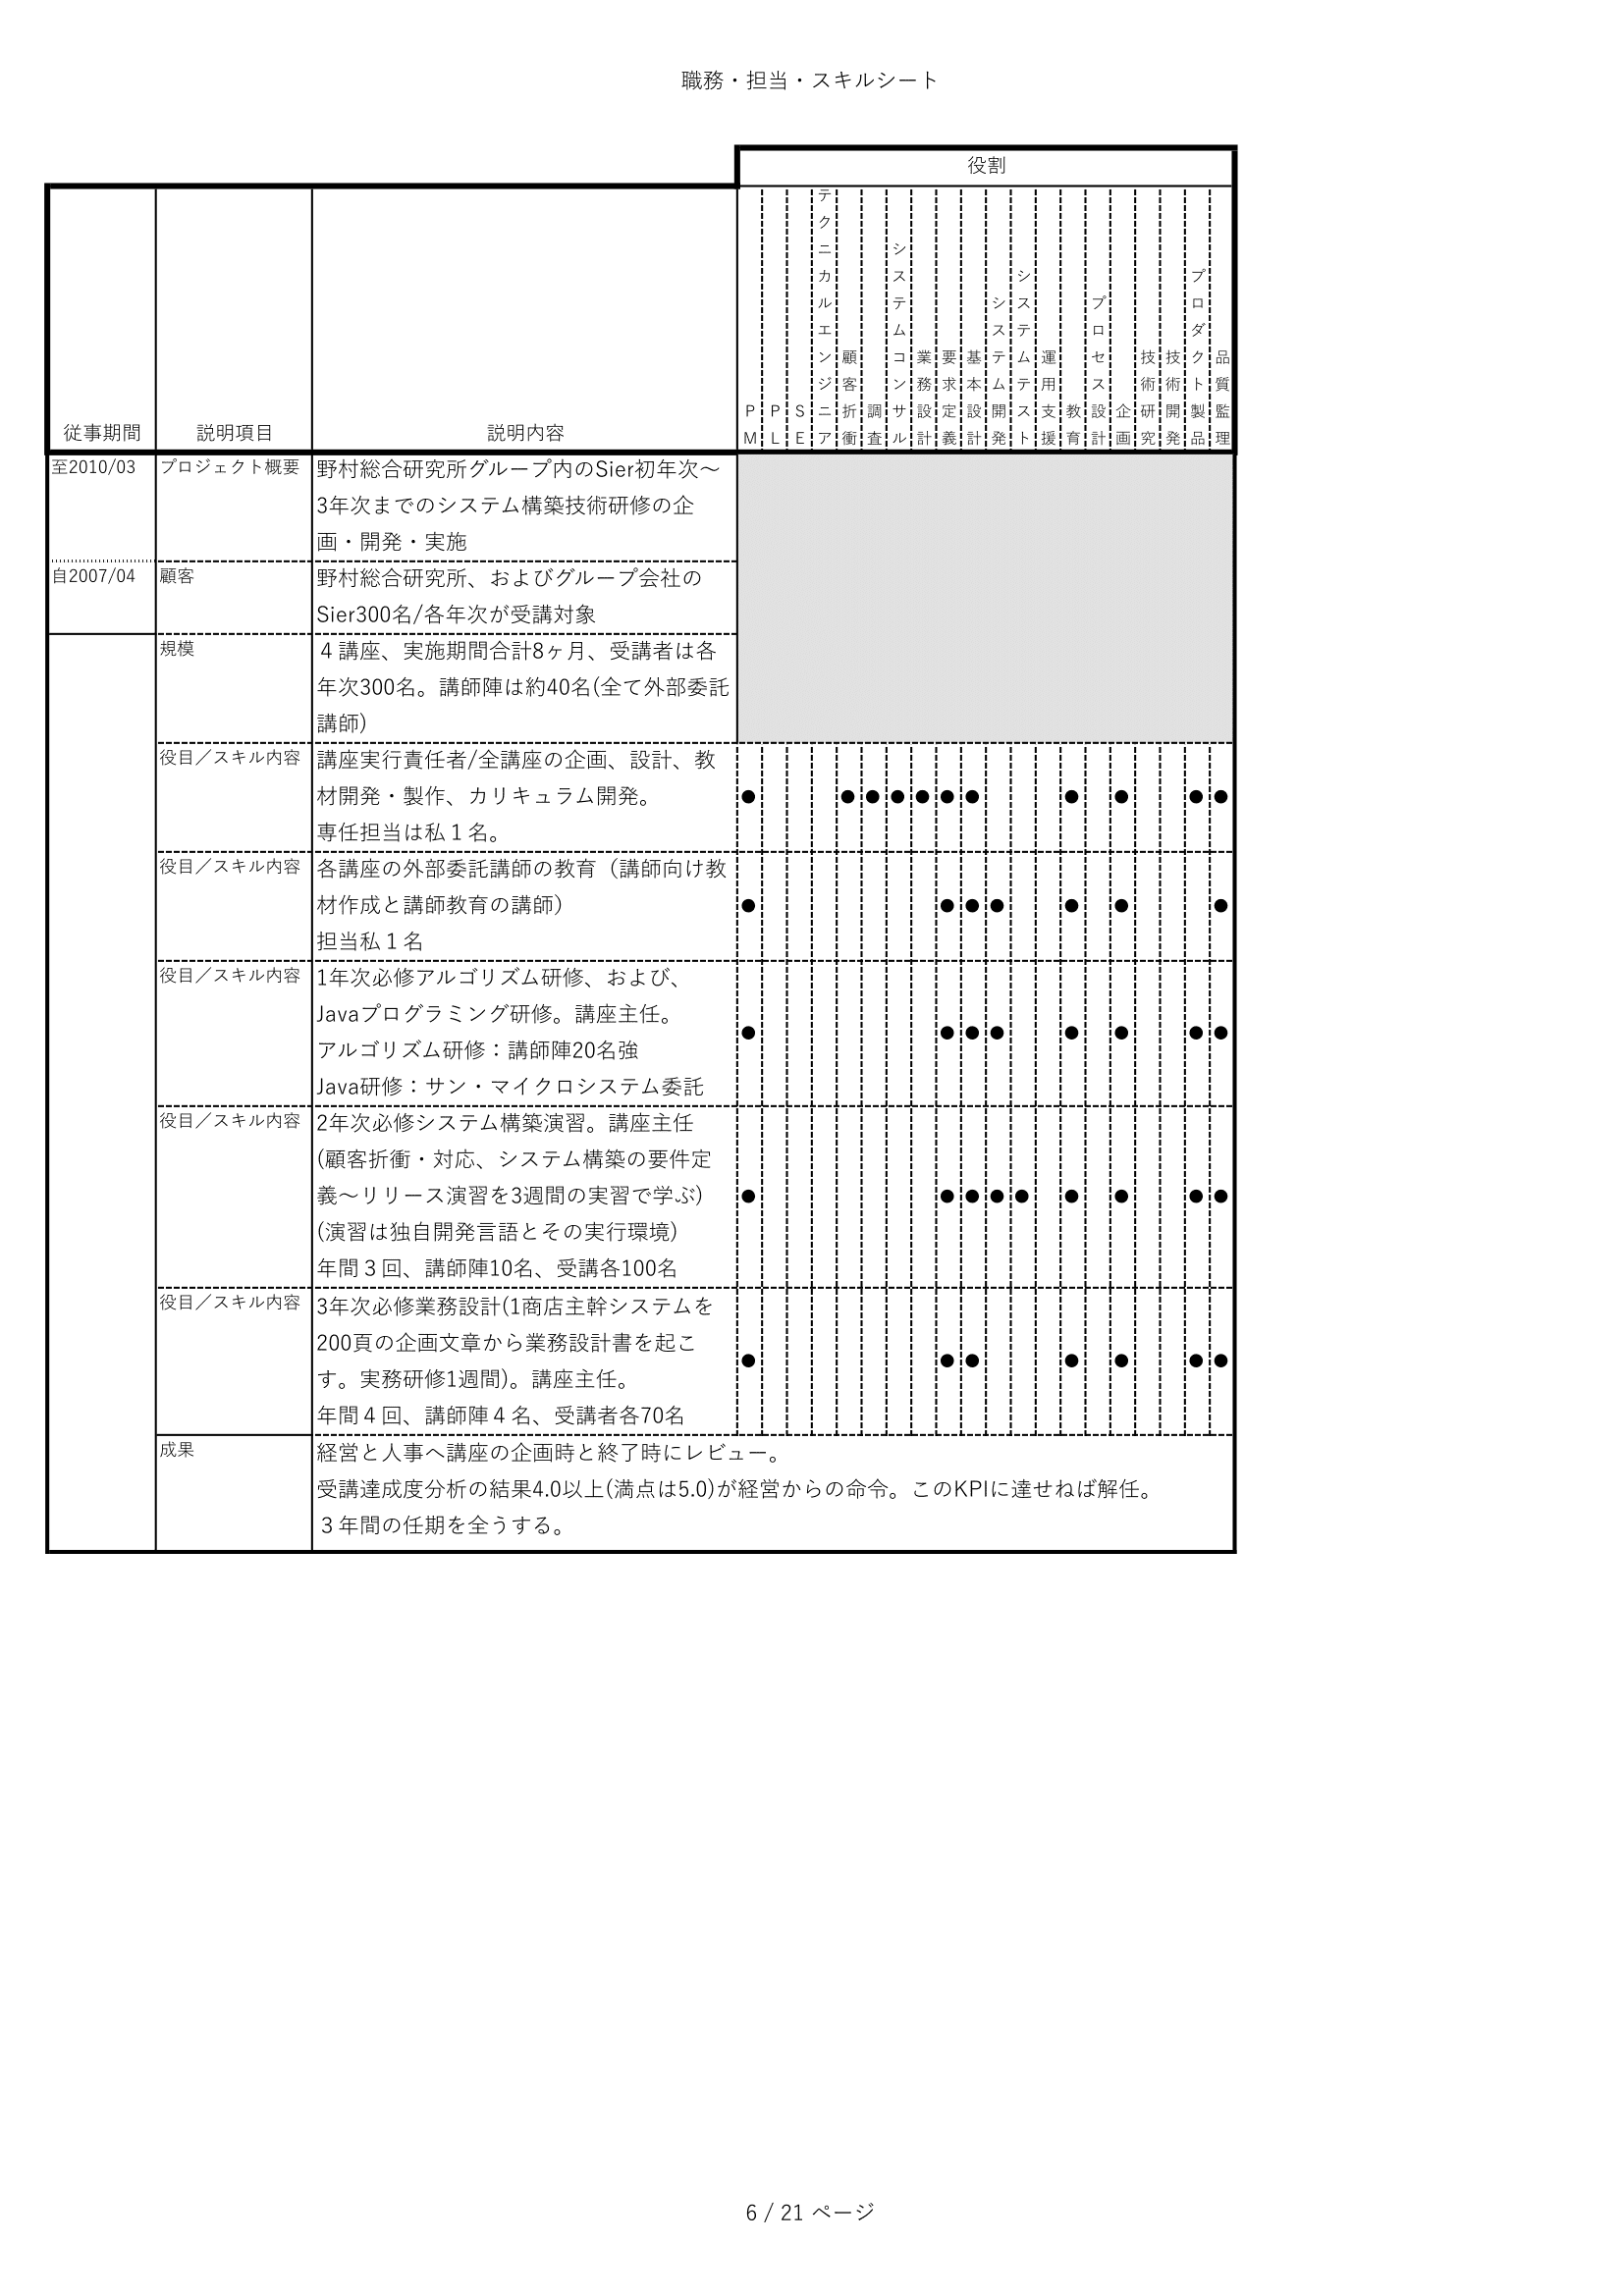 職務・担当・スキルシート
役割
従事期間
説明項目
説明内容
PM
PL
SE
テクニカルエンジニア
顧客折衝
調査
システムコンサル
業務設計
要求定義
基本設計
システム開発
システムテスト
運用支援
教育
プロセス設計
企画
技術研究
技術開発
プロダクト製品
品質監理
至2010/03
プロジェクト概要
野村総合研究所グループ内のSier初年次～
3年次までのシステム構築技術研修の企
画・開発・実施
自2007/04
顧客
野村総合研究所、およびグループ会社の
Sier300名/各年次が受講対象
規模
４講座、実施期間合計8ヶ月、受講者は各
年次300名。講師陣は約40名(全て外部委託
講師)
役目／スキル内容
講座実行責任者/全講座の企画、設計、教
材開発・製作、カリキュラム開発。
専任担当は私１名。
● ● ● ● ● ● ● ● ● ● ●
役目／スキル内容
各講座の外部委託講師の教育（講師向け教
材作成と講師教育の講師）
担当私１名
● ● ● ● ● ● ●
役目／スキル内容
1年次必修アルゴリズム研修、および、
Javaプログラミング研修。講座主任。
アルゴリズム研修：講師陣20名強
Java研修：サン・マイクロシステム委託
● ● ● ● ● ● ● ●
役目／スキル内容
2年次必修システム構築演習。講座主任
(顧客折衝・対応、システム構築の要件定
義～リリース演習を3週間の実習で学ぶ)
(演習は独自開発言語とその実行環境)
年間３回、講師陣10名、受講各100名
● ● ● ● ● ● ● ● ●
役目／スキル内容
3年次必修業務設計(1商店主幹システムを
200頁の企画文章から業務設計書を起こ
す。実務研修1週間)。講座主任。
年間４回、講師陣４名、受講者各70名
● ● ● ● ● ● ●
成果
経営と人事へ講座の企画時と終了時にレビュー。
受講達成度分析の結果4.0以上(満点は5.0)が経営からの命令。このKPIに達せねば解任。
３年間の任期を全うする。
6 / 21 ページ